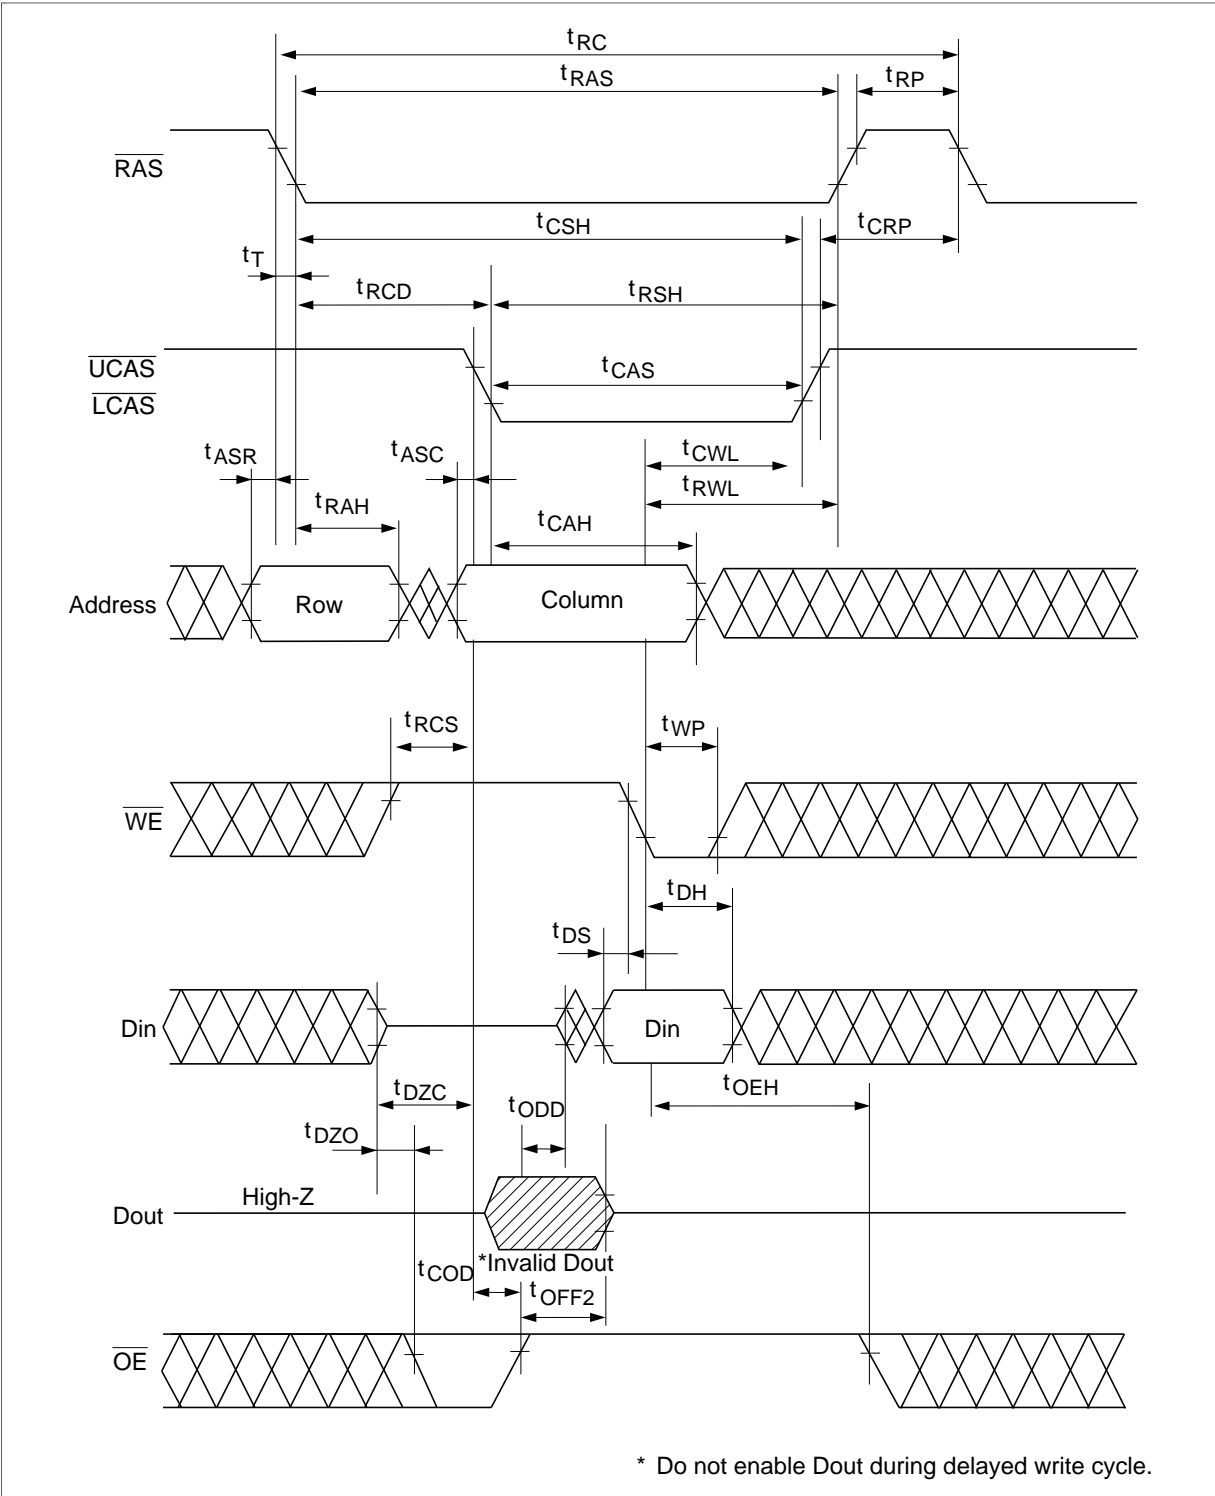 tRC
tRAS
tRP
RAS
tCSH
tCRP
tT
tRCD
tRSH
UCAS
tCAS
LCAS
tASR
tASC
tCWL
tRAH
tRWL
tCAH
Address
Row
Column
tRCS
tWP
WE
tDH
tDS
Din
Din
tDZC
tOEH
tODD
tDZO
High-Z
Dout
*Invalid Dout
tCOD
tOFF2
OE
* Do not enable Dout during delayed write cycle.